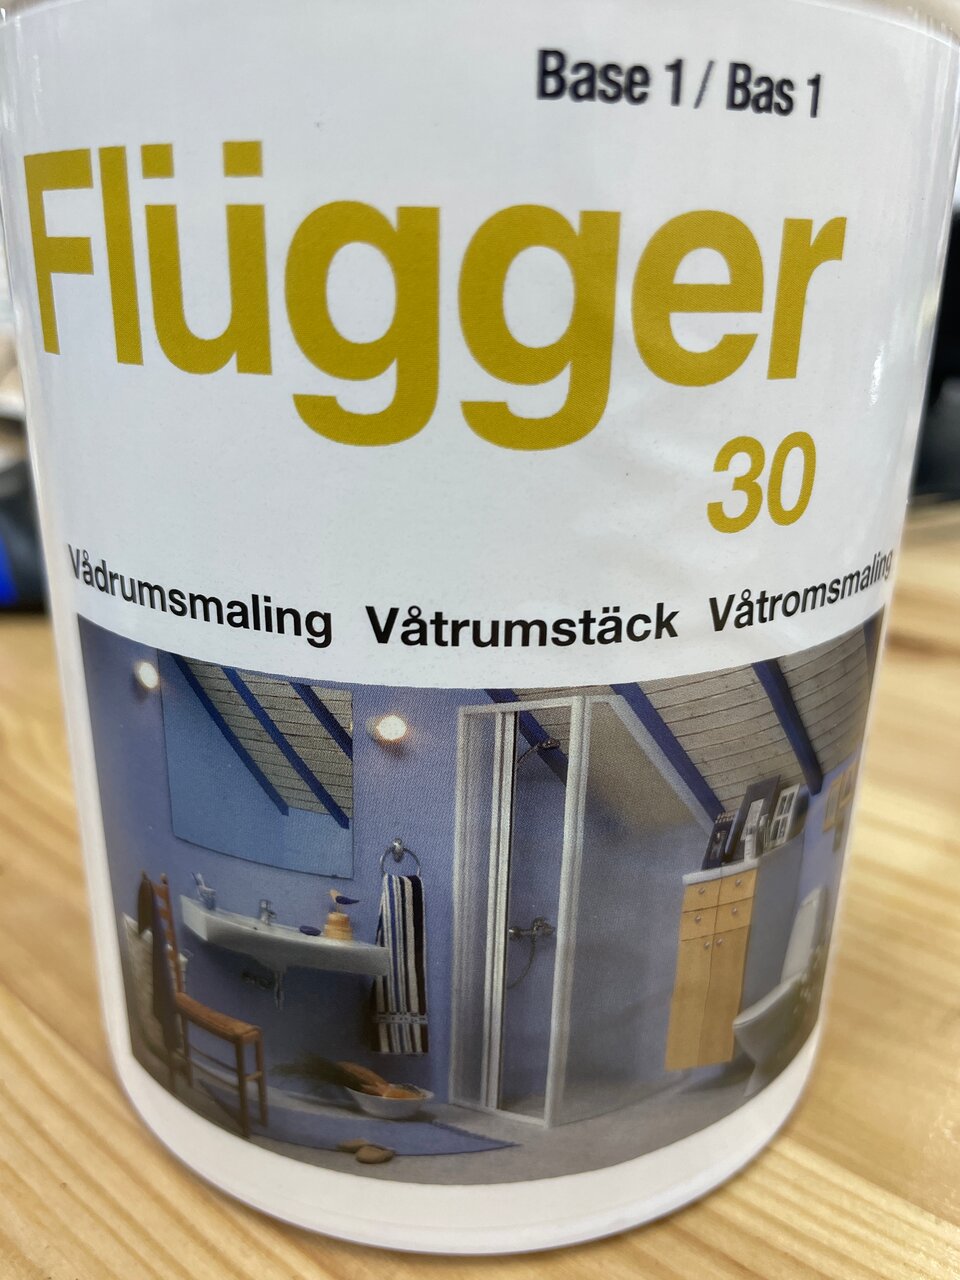 Base 1 / Bas 1
Flügger
30
Vådrumsmaling Våtrumstäck Våtromsmaling